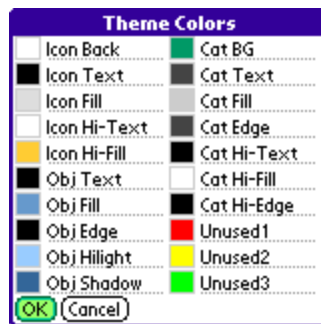 Theme Colors
Icon Back Cat BG
Icon Text Cat Text
Icon Fill Cat Fill
Icon Hi-Text Cat Edge
Icon Hi-Fill Cat Hi-Text
Obj Text Cat Hi-Fill
Obj Fill Cat Hi-Edge
Obj Edge Unused1
Obj Hilight Unused2
Obj Shadow Unused3
OK Cancel